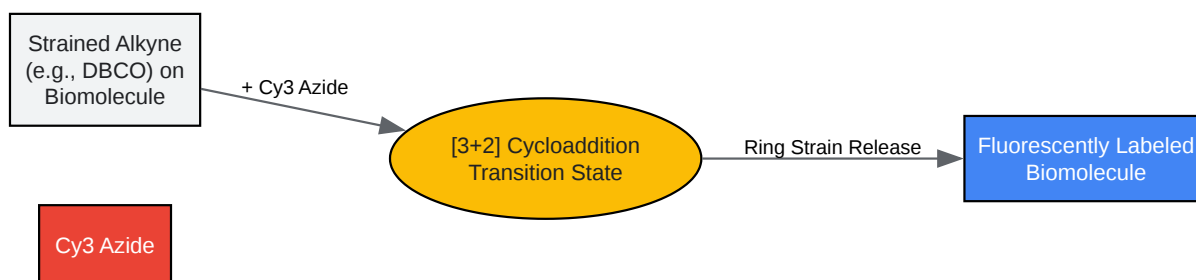 Strained Alkyne
(e.g., DBCO) on
Biomolecule
+ Cy3 Azide
[3+2] Cycloaddition
Transition State
Ring Strain Release
Fluorescently Labeled
Biomolecule
Cy3 Azide